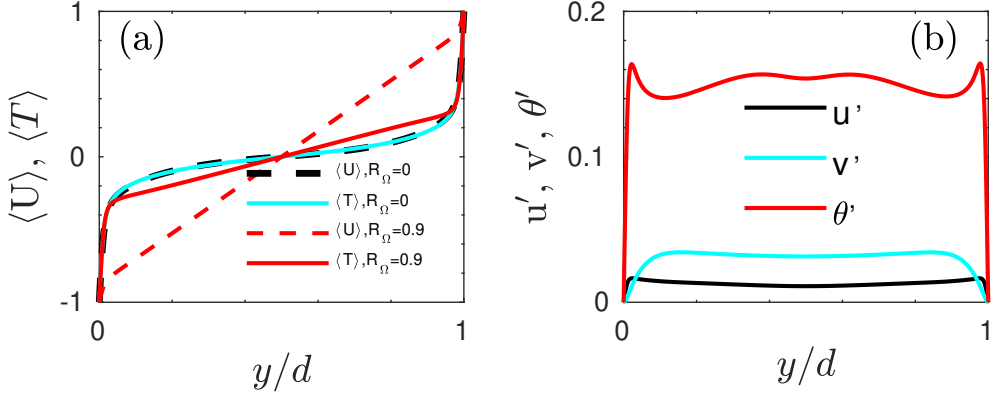 (a)
⟨U⟩, ⟨T⟩
1
0
-1
⟨U⟩,R_Ω=0
⟨T⟩,R_Ω=0
⟨U⟩,R_Ω=0.9
⟨T⟩,R_Ω=0.9
0
1
y/d
(b)
u′, v′, θ′
0.2
0.1
0
u'
v'
θ'
0
1
y/d